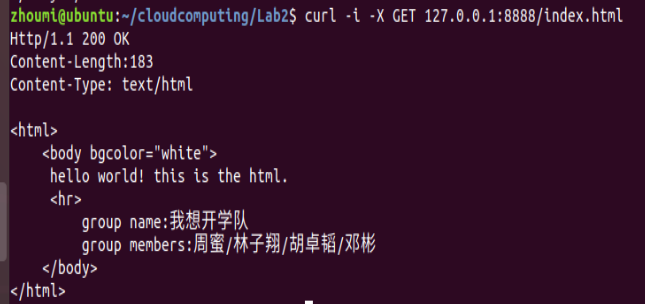 zhoumi@ubuntu:~/cloudcomputing/Lab2$ curl -i -X GET 127.0.0.1:8888/index.html
Http/1.1 200 OK
Content-Length:183
Content-Type: text/html

<html>
    <body bgcolor="white">
     hello world! this is the html.
     <hr>
         group name:我想开学队
         group members:周蜜/林子翔/胡卓韬/邓彬
    </body>
</html>